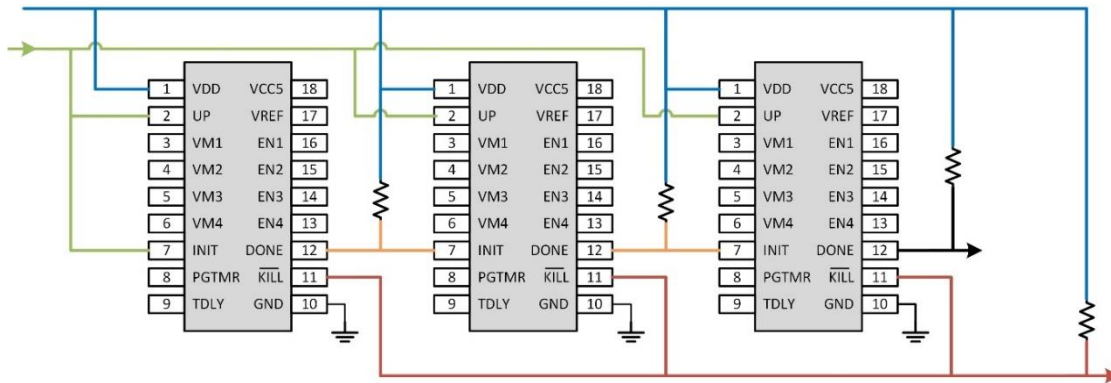 1 VDD VCC5 18
2 UP VREF 17
3 VM1 EN1 16
4 VM2 EN2 15
5 VM3 EN3 14
6 VM4 EN4 13
7 INIT DONE 12
8 PGTMR KILL 11
9 TDLY GND 10
1 VDD VCC5 18
2 UP VREF 17
3 VM1 EN1 16
4 VM2 EN2 15
5 VM3 EN3 14
6 VM4 EN4 13
7 INIT DONE 12
8 PGTMR KILL 11
9 TDLY GND 10
1 VDD VCC5 18
2 UP VREF 17
3 VM1 EN1 16
4 VM2 EN2 15
5 VM3 EN3 14
6 VM4 EN4 13
7 INIT DONE 12
8 PGTMR KILL 11
9 TDLY GND 10